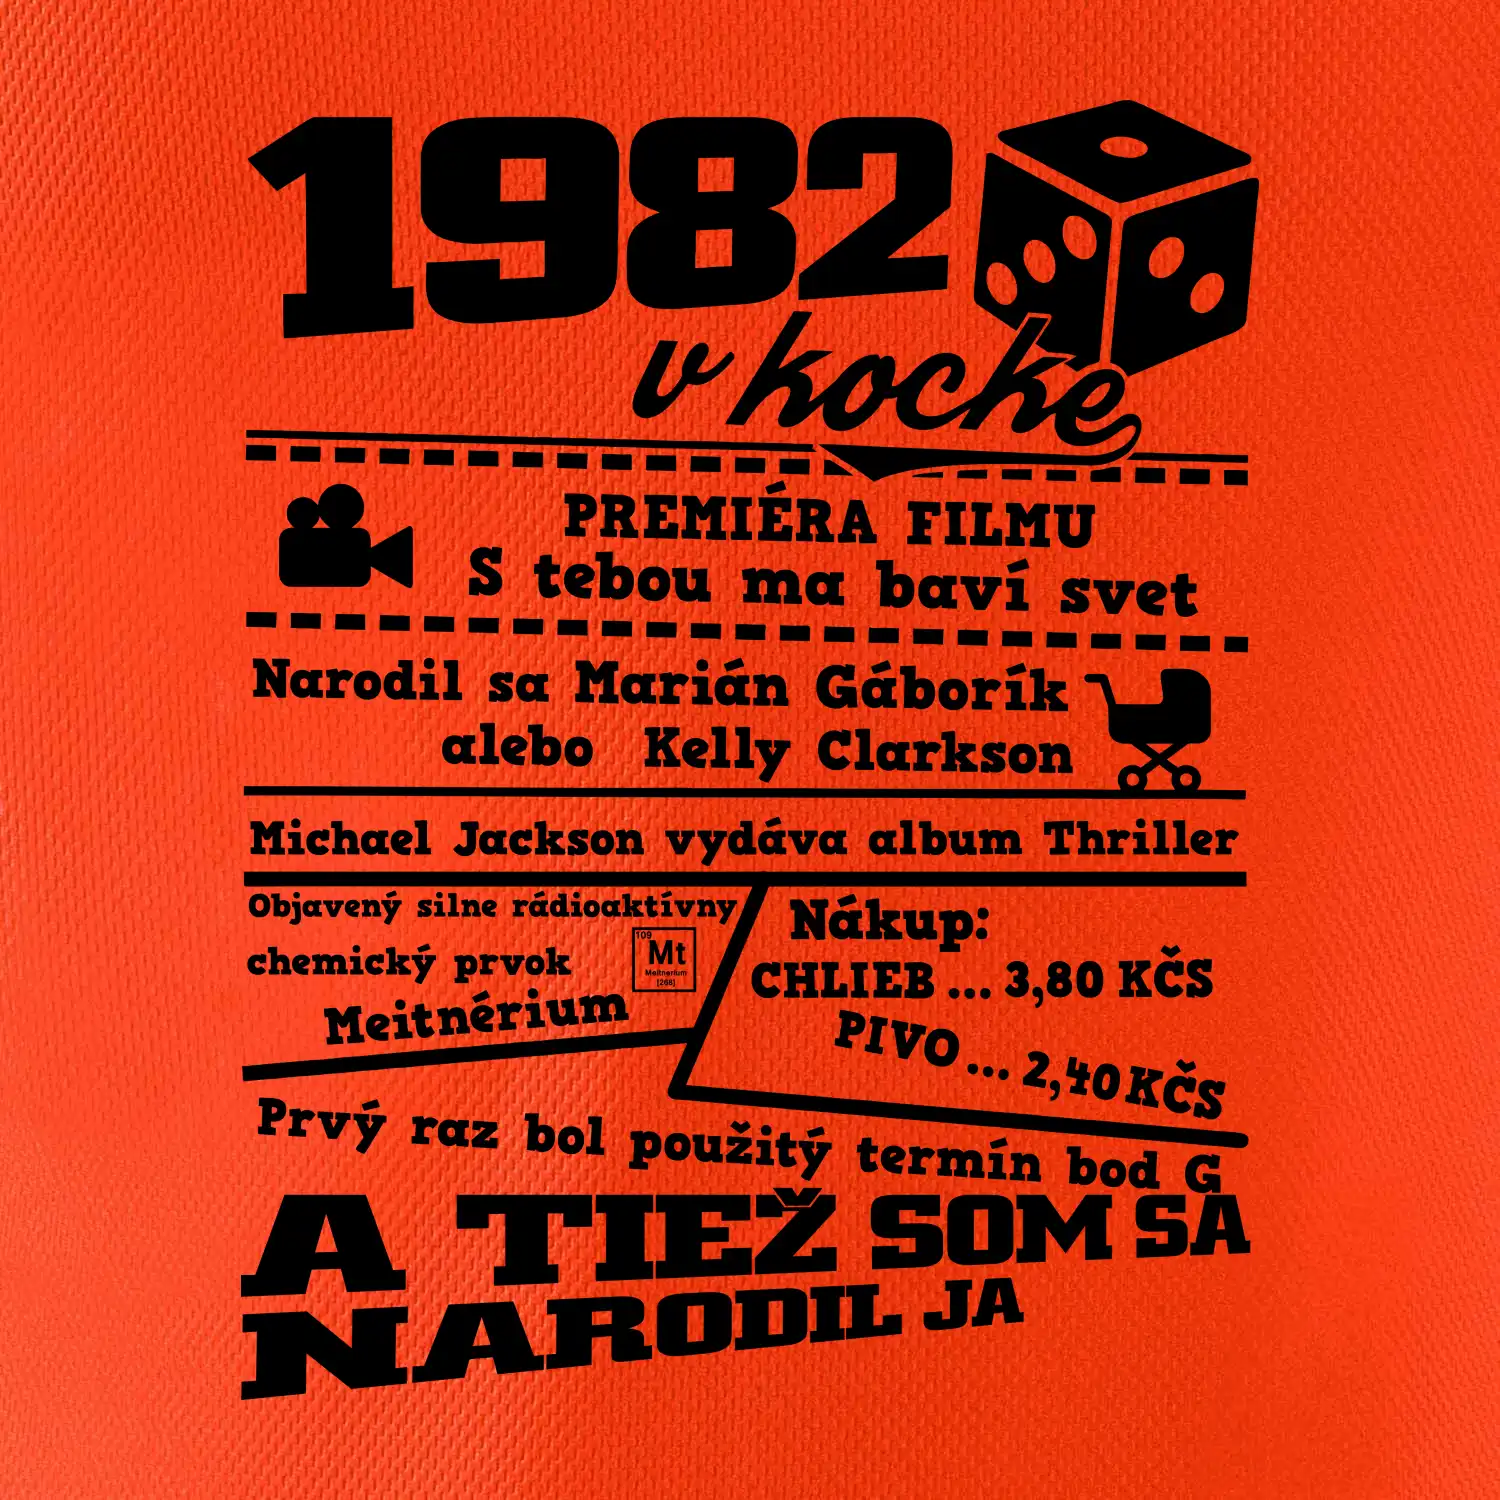 1982
v kocke
PREMIÉRA FILMU
S tebou ma baví svet
Narodil sa Marián Gáborík
alebo Kelly Clarkson
Michael Jackson vydáva album Thriller
Objavený silne rádioaktívny
chemický prvok
Meitnérium
109
Mt
Meitnerium
[268]
Nákup:
CHLIEB ... 3,80 KČS
PIVO ... 2,40 KČS
Prvý raz bol použitý termín bod G
A TIEŽ SOM SA
NARODIL JA